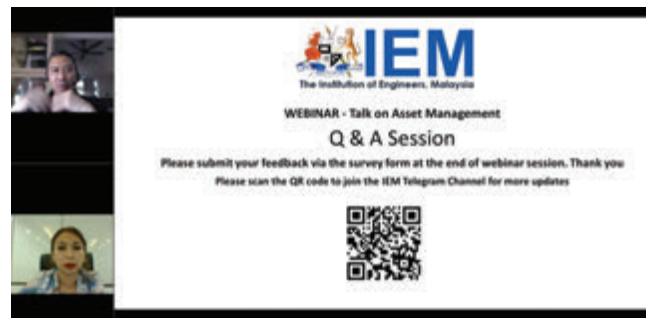 IEM
The Institution of Engineers, Malaysia
WEBINAR - Talk on Asset Management
Q & A Session
Please submit your feedback via the survey form at the end of webinar session. Thank you
Please scan the QR code to join the IEM Telegram Channel for more updates